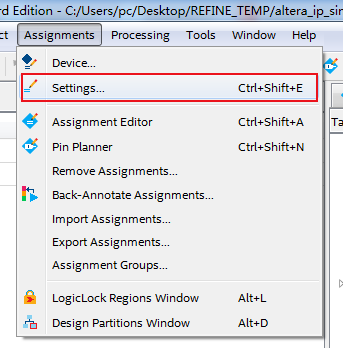 rd Edition - C:/Users/pc/Desktop/REFINE_TEMP/altera_ip_sin
ct Assignments Processing Tools Window Help
Device...
Settings... Ctrl+Shift+E
Assignment Editor Ctrl+Shift+A
Pin Planner Ctrl+Shift+N
Remove Assignments...
Back-Annotate Assignments...
Import Assignments...
Export Assignments...
Assignment Groups...
LogicLock Regions Window Alt+L
Design Partitions Window Alt+D